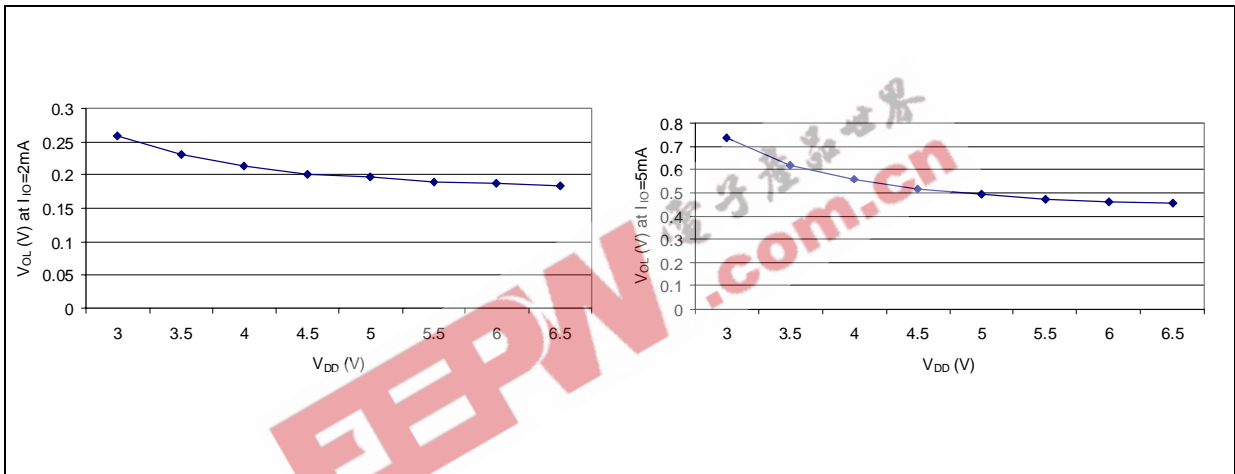 VOL (V) at IIO=2mA
0.3
0.25
0.2
0.15
0.1
0.05
0
3 3.5 4 4.5 5 5.5 6 6.5
VDD (V)
VOL (V) at IIO=5mA
0.8
0.7
0.6
0.5
0.4
0.3
0.2
0.1
0
3 3.5 4 4.5 5 5.5 6 6.5
VDD (V)
EEPW
電子產品世界
.com.cn